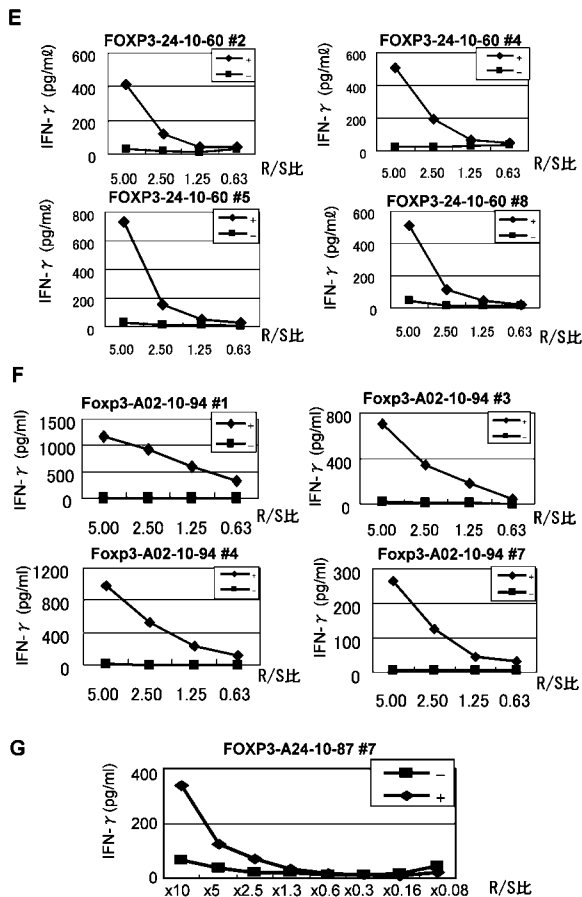 E
FOXP3-24-10-60 #2
IFN-γ (pg/mℓ)
600
400
200
0
+
−
5.00 2.50 1.25 0.63
R/S比
FOXP3-24-10-60 #4
IFN-γ (pg/mℓ)
600
400
200
0
+
−
5.00 2.50 1.25 0.63
R/S比
FOXP3-24-10-60 #5
IFN-γ (pg/mℓ)
800
600
400
200
0
+
−
5.00 2.50 1.25 0.63
R/S比
FOXP3-24-10-60 #8
IFN-γ (pg/mℓ)
600
400
200
0
+
−
5.00 2.50 1.25 0.63
R/S比
F
Foxp3-A02-10-94 #1
IFN-γ (pg/ml)
1500
1000
500
0
+
−
5.00 2.50 1.25 0.63
R/S比
Foxp3-A02-10-94 #3
IFN-γ (pg/ml)
800
400
0
+
−
5.00 2.50 1.25 0.63
R/S比
Foxp3-A02-10-94 #4
IFN-γ (pg/ml)
1200
800
400
0
+
−
5.00 2.50 1.25 0.63
R/S比
Foxp3-A02-10-94 #7
IFN-γ (pg/ml)
300
200
100
0
+
−
5.00 2.50 1.25 0.63
R/S比
G
FOXP3-A24-10-87 #7
IFN-γ (pg/ml)
400
200
0
−
+
x10 x5 x2.5 x1.3 x0.6 x0.3 x0.16 x0.08
R/S比